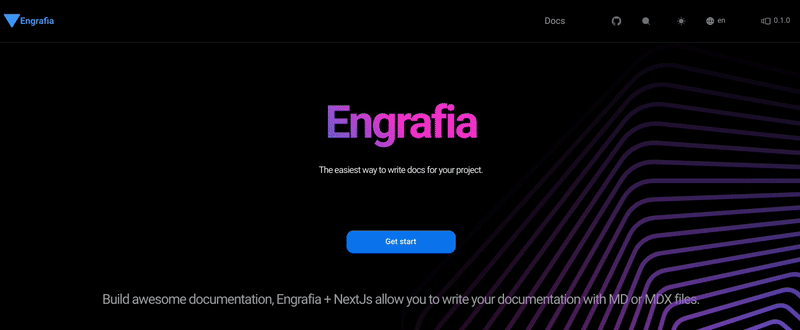 Engrafia
Docs
en
0.1.0
Engrafia
The easiest way to write docs for your project.
Get start
Build awesome documentation, Engrafia + NextJs allow you to write your documentation with MD or MDX files.